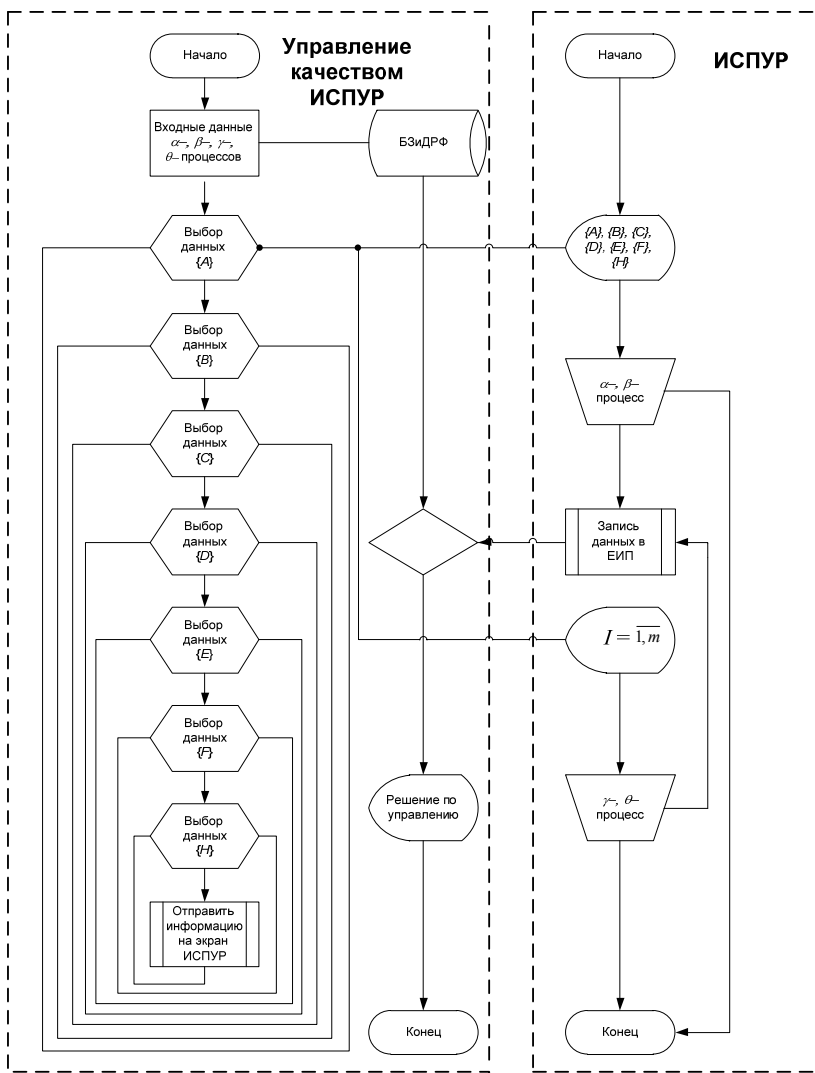 Начало
Управление
качеством
ИСПУР
Входные данные
α–, β–, γ–,
θ– процессов
БЗиДРФ
Выбор
данных
{A}
Выбор
данных
{B}
Выбор
данных
{C}
Выбор
данных
{D}
Выбор
данных
{E}
Выбор
данных
{F}
Выбор
данных
{H}
Отправить
информацию
на экран
ИСПУР
Решение по
управлению
Конец
Начало
ИСПУР
{A}, {B}, {C},
{D}, {E}, {F},
{H}
α–, β–
процесс
Запись
данных в
ЕИП
I = 1, m
γ–, θ–
процесс
Конец